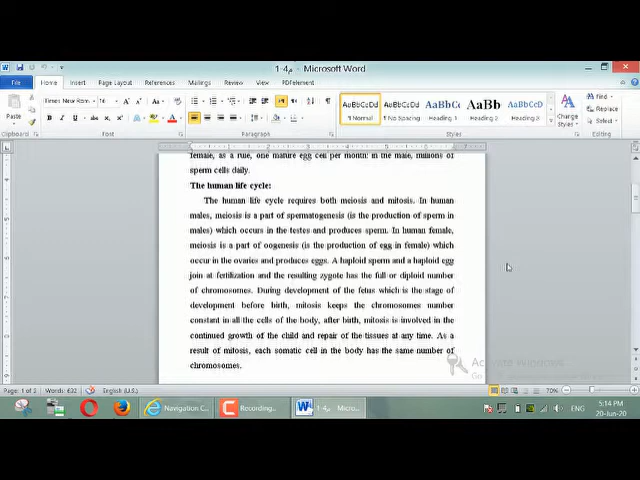 1-4م - Microsoft Word
File Home Insert Page Layout References Mailings Review View PDFelement
Times New Rom 16
Paste
AaBbCcDd AaBbCcDd AaBbCc AaBb AaBbCcD
¶ Normal ¶ No Spacing Heading 1 Heading 2 Heading 3
Change Styles
Find
Replace
Select
Clipboard Font Paragraph Styles Editing
female, as a rule, one mature egg cell per month: in the male, millions of
sperm cells daily.
The human life cycle:
The human life cycle requires both meiosis and mitosis. In human
males, meiosis is a part of spermatogenesis (is the production of sperm in
males) which occurs in the testes and produces sperm. In human female,
meiosis is a part of oogenesis (is the production of egg in female) which
occur in the ovaries and produces eggs. A haploid sperm and a haploid egg
join at fertilization and the resulting zygote has the full or diploid number
of chromosomes. During development of the fetus which is the stage of
development before birth, mitosis keeps the chromosomes number
constant in all the cells of the body, after birth, mitosis is involved in the
continued growth of the child and repair of the tissues at any time. As a
result of mitosis, each somatic cell in the body has the same number of
chromosomes.
Activate Windows
Page: 1 of 2 Words: 632 English (U.S.) 70%
Navigation C... Recording... 1-4م - Micros... ENG 5:14 PM
20-Jun-20